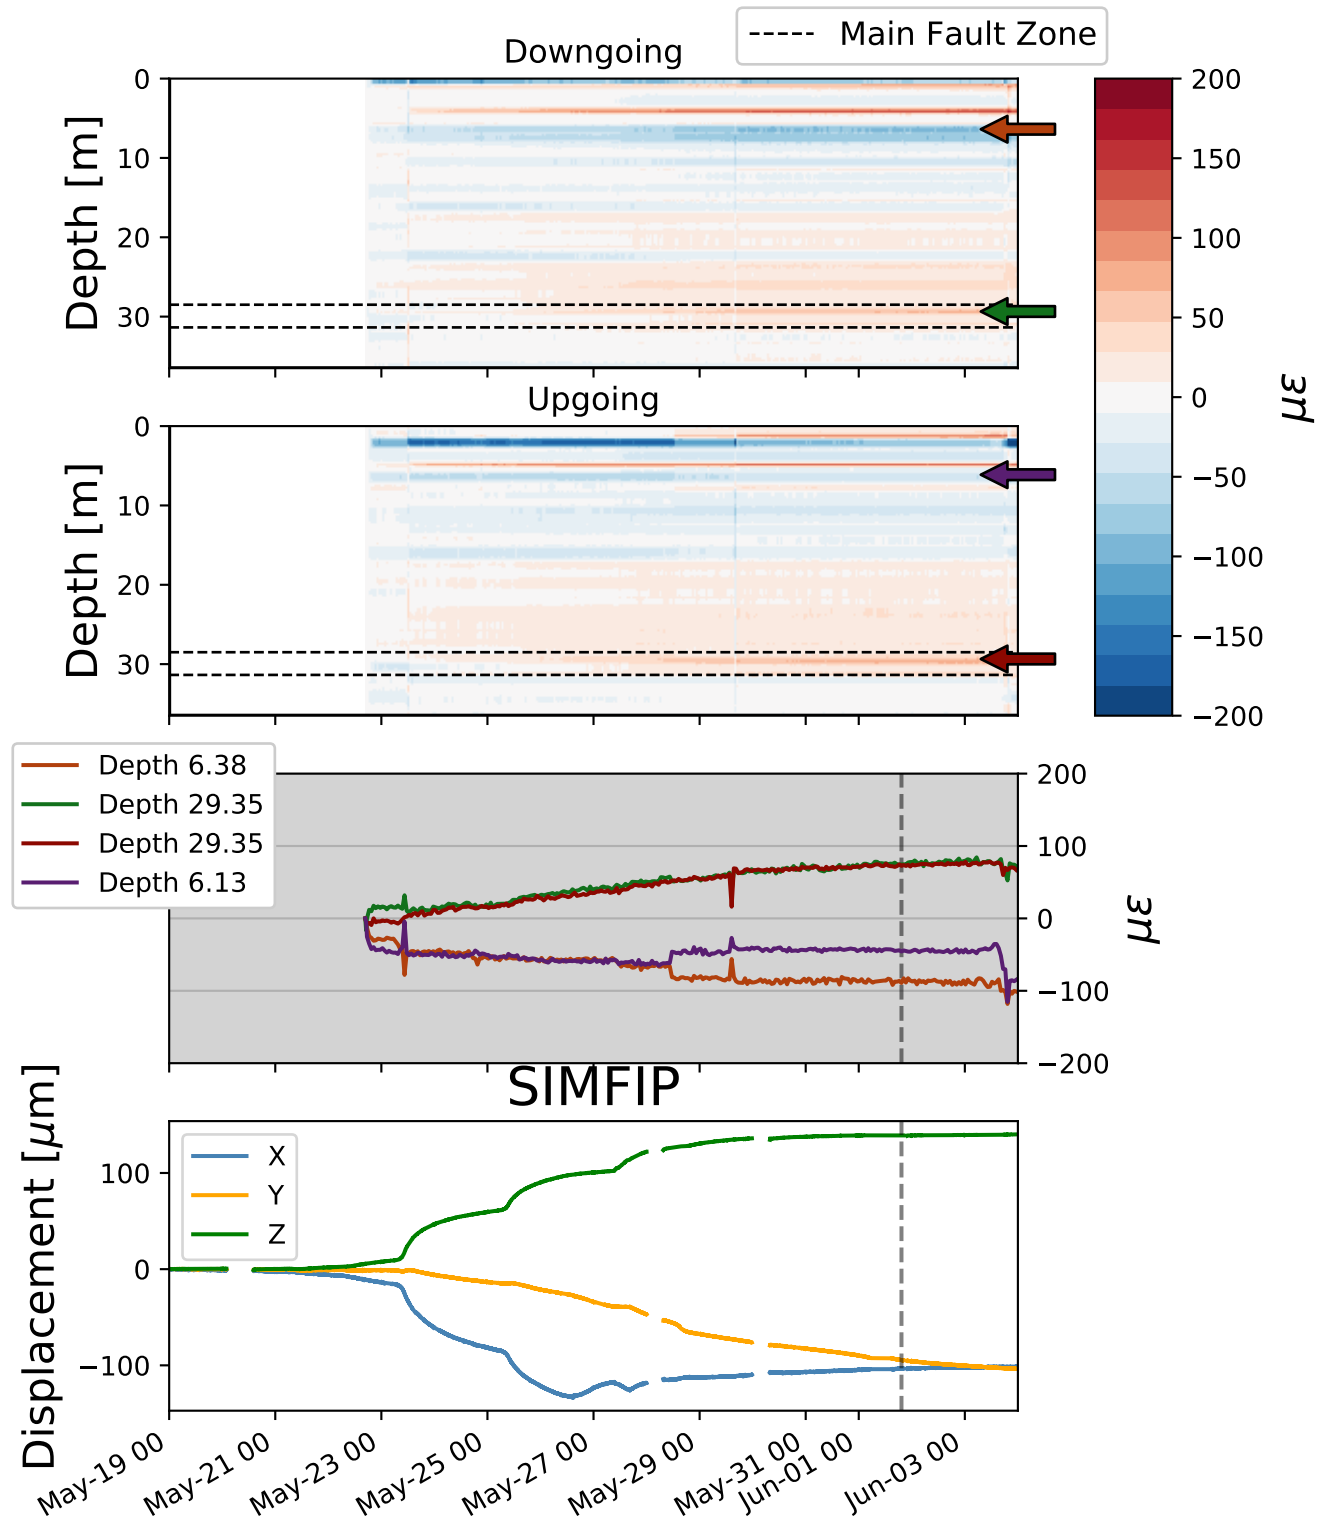 Main Fault Zone
Downgoing
0
10
20
30
Depth [m]
200
150
100
50
0
−50
−100
−150
−200
με
Upgoing
0
10
20
30
Depth [m]
Depth 6.38
Depth 29.35
Depth 29.35
Depth 6.13
200
100
0
−100
−200
με
SIMFIP
Displacement [μm]
100
0
−100
X
Y
Z
May-19 00
May-21 00
May-23 00
May-25 00
May-27 00
May-29 00
May-31 00
Jun-01 00
Jun-03 00